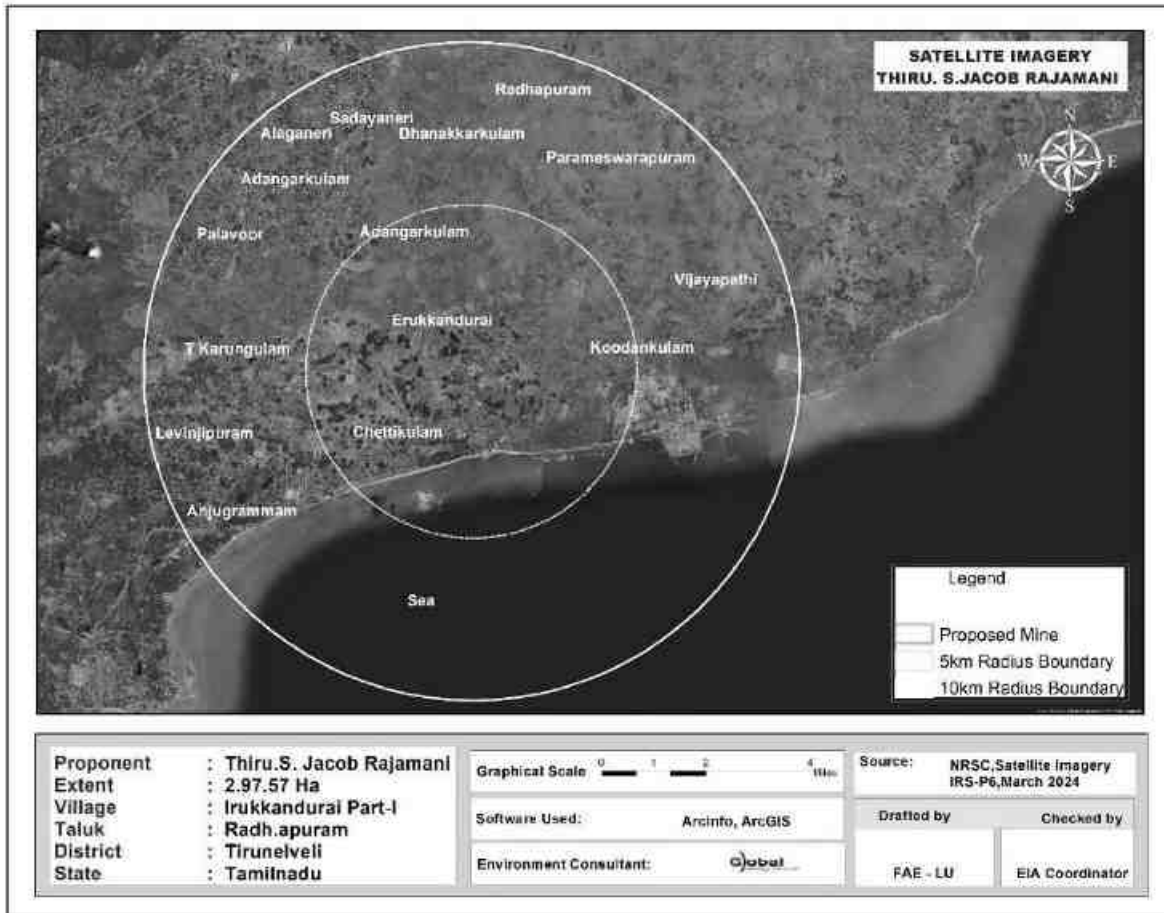 SATELLITE IMAGERY
THIRU. S.JACOB RAJAMANI
N
W E
S
Radhapuram
Sadayaneri
Alaganeri
Dhanakkarkulam
Parameswarapuram
Adangarkulam
Palavoor
Adangarkulam
Vijayapathi
Erukkandurai
T Karungulam
Koodankulam
Levinjipuram
Chettikulam
Anjugrammam
Sea
Legend
Proposed Mine
5km Radius Boundary
10km Radius Boundary
Proponent : Thiru.S. Jacob Rajamani
Extent : 2.97.57 Ha
Village : Irukkandurai Part-I
Taluk : Radh.apuram
District : Tirunelveli
State : Tamilnadu
Graphical Scale 0 1 2 4
Miles
Software Used: Arcinfo, ArcGIS
Environment Consultant: Global
Source: NRSC,Satellite Imagery
IRS-P6,March 2024
Drafted by Checked by
FAE - LU EIA Coordinator